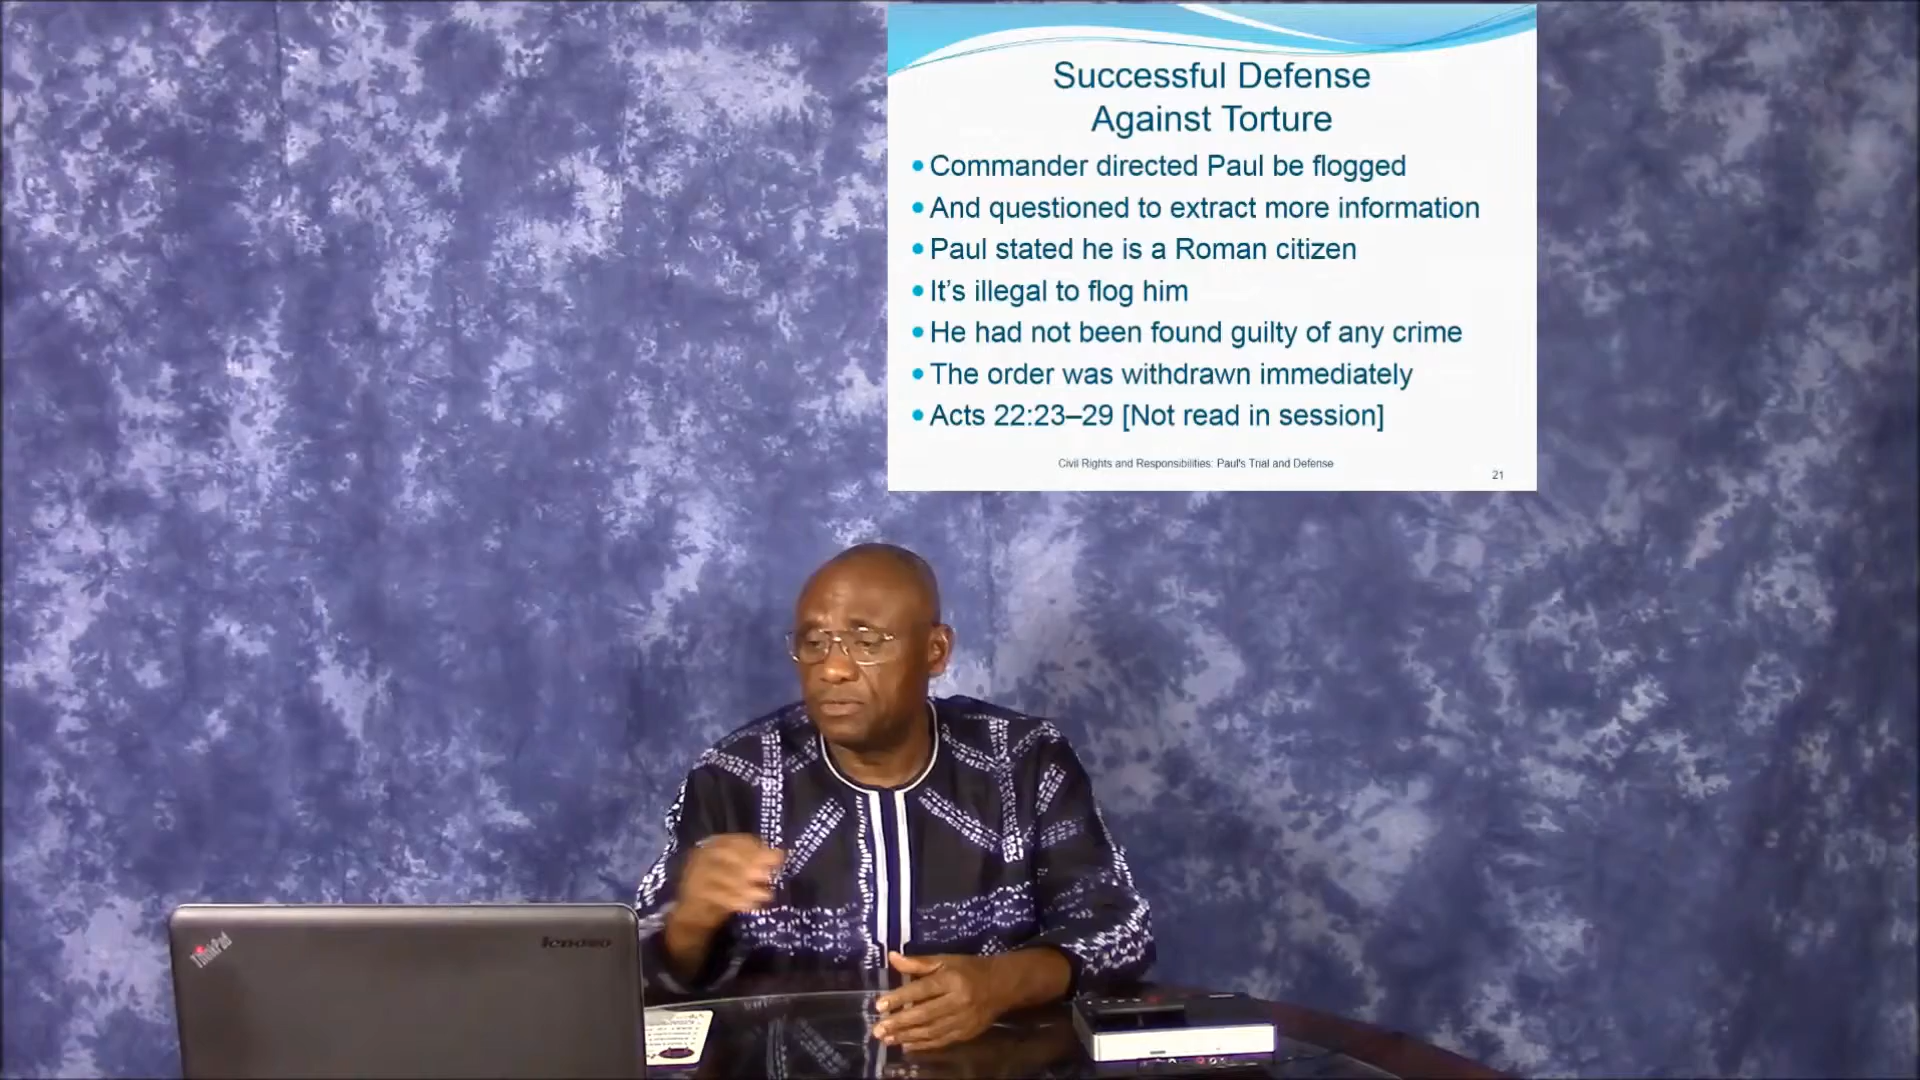 Successful Defense
Against Torture
• Commander directed Paul be flogged
• And questioned to extract more information
• Paul stated he is a Roman citizen
• It’s illegal to flog him
• He had not been found guilty of any crime
• The order was withdrawn immediately
• Acts 22:23–29 [Not read in session]
Civil Rights and Responsibilities: Paul's Trial and Defense
21
ThinkPad
lenovo